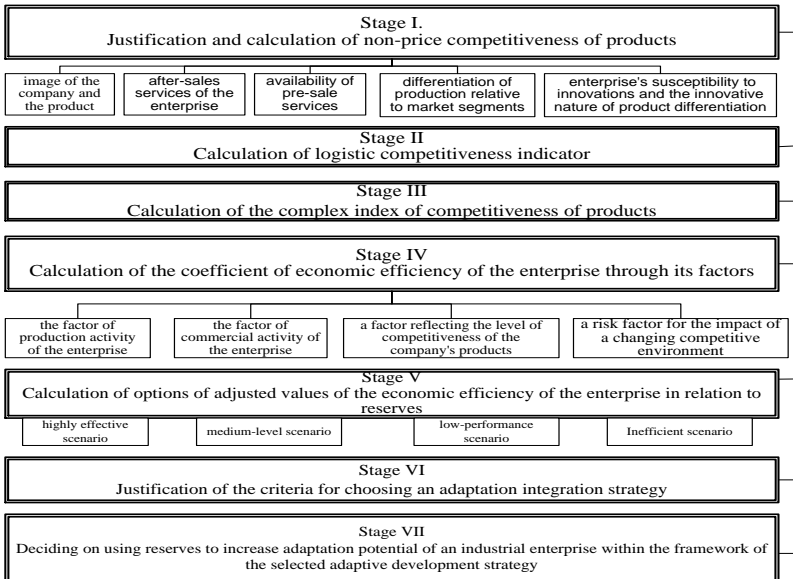 Stage I.
Justification and calculation of non-price competitiveness of products
image of the
company and
the product
after-sales
services of the
enterprise
availability of
pre-sale
services
differentiation of
production relative
to market segments
enterprise's susceptibility to
innovations and the innovative
nature of product differentiation
Stage II
Calculation of logistic competitiveness indicator
Stage III
Calculation of the complex index of competitiveness of products
Stage IV
Calculation of the coefficient of economic efficiency of the enterprise through its factors
the factor of
production activity
of the enterprise
the factor of
commercial activity of
the enterprise
a factor reflecting the level of
competitiveness of the
company's products
a risk factor for the impact of
a changing competitive
environment
Stage V
Calculation of options of adjusted values of the economic efficiency of the enterprise in relation to
reserves
highly effective
scenario
medium-level scenario
low-performance
scenario
Inefficient scenario
Stage VI
Justification of the criteria for choosing an adaptation integration strategy
Stage VII
Deciding on using reserves to increase adaptation potential of an industrial enterprise within the framework of
the selected adaptive development strategy